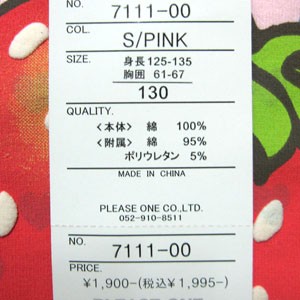 NO. 7111-00
COL. S/PINK
SIZE. 身長 125-135
胸囲 61-67
130
QUALITY.
<本体> 綿 100%
<附属> 綿 95%
ポリウレタン 5%
MADE IN CHINA
PLEASE ONE CO.,LTD.
052-910-8511
NO. 7111-00
PRICE.
¥1,900-(税込¥1,995-)
PLEASE ONE